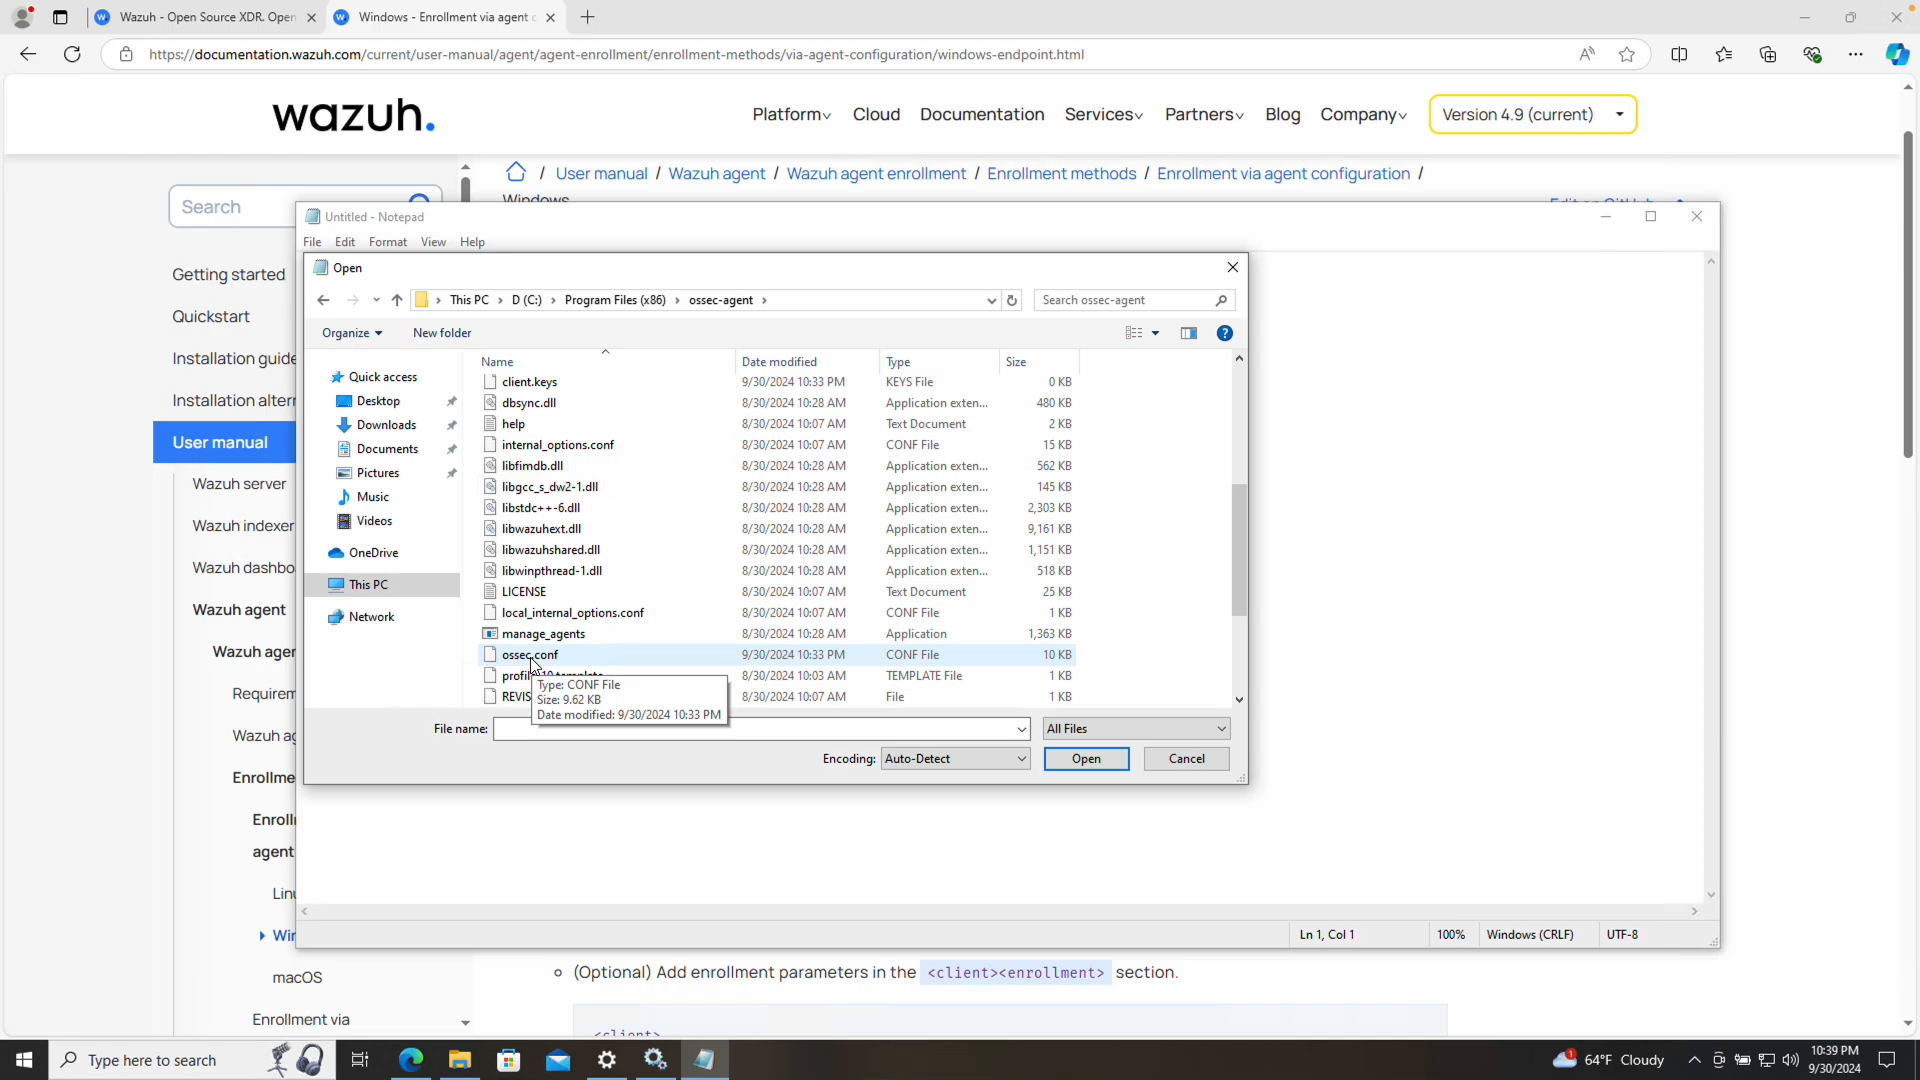 Wazuh - Open Source XDR. Open
Windows - Enrollment via agent c
https://documentation.wazuh.com/current/user-manual/agent/agent-enrollment/enrollment-methods/via-agent-configuration/windows-endpoint.html
wazuh.
Platform Cloud Documentation Services Partners Blog Company Version 4.9 (current)
/ User manual / Wazuh agent / Wazuh agent enrollment / Enrollment methods / Enrollment via agent configuration /
Windows
Search
Untitled - Notepad
File Edit Format View Help
Open
This PC > D (C:) > Program Files (x86) > ossec-agent >
Search ossec-agent
Organize New folder
Name Date modified Type Size
client.keys 9/30/2024 10:33 PM KEYS File 0 KB
dbsync.dll 8/30/2024 10:28 AM Application exten... 480 KB
help 8/30/2024 10:07 AM Text Document 2 KB
internal_options.conf 8/30/2024 10:07 AM CONF File 15 KB
libfimdb.dll 8/30/2024 10:28 AM Application exten... 562 KB
libgcc_s_dw2-1.dll 8/30/2024 10:28 AM Application exten... 145 KB
libstdc++-6.dll 8/30/2024 10:28 AM Application exten... 2,303 KB
libwazuhext.dll 8/30/2024 10:28 AM Application exten... 9,161 KB
libwazuhshared.dll 8/30/2024 10:28 AM Application exten... 1,151 KB
libwinpthread-1.dll 8/30/2024 10:28 AM Application exten... 518 KB
LICENSE 8/30/2024 10:07 AM Text Document 25 KB
local_internal_options.conf 8/30/2024 10:07 AM CONF File 1 KB
manage_agents 8/30/2024 10:28 AM Application 1,363 KB
ossec.conf 9/30/2024 10:33 PM CONF File 10 KB
8/30/2024 10:03 AM TEMPLATE File 1 KB
REVIS 8/30/2024 10:07 AM File 1 KB
Type: CONF File
Size: 9.62 KB
Date modified: 9/30/2024 10:33 PM
Quick access
Desktop
Downloads
Documents
Pictures
Music
Videos
OneDrive
This PC
Network
File name:
All Files
Encoding: Auto-Detect
Open Cancel
Ln 1, Col 1 100% Windows (CRLF) UTF-8
Getting started
Quickstart
Installation guide
Installation altern
User manual
Wazuh server
Wazuh indexer
Wazuh dashbo
Wazuh agent
Wazuh agen
Requirem
Wazuh ag
Enrollme
Enroll
agent
Linu
Win
macOS
Enrollment via
(Optional) Add enrollment parameters in the <client><enrollment> section.
<client>
Type here to search
1
64°F Cloudy
10:39 PM
9/30/2024